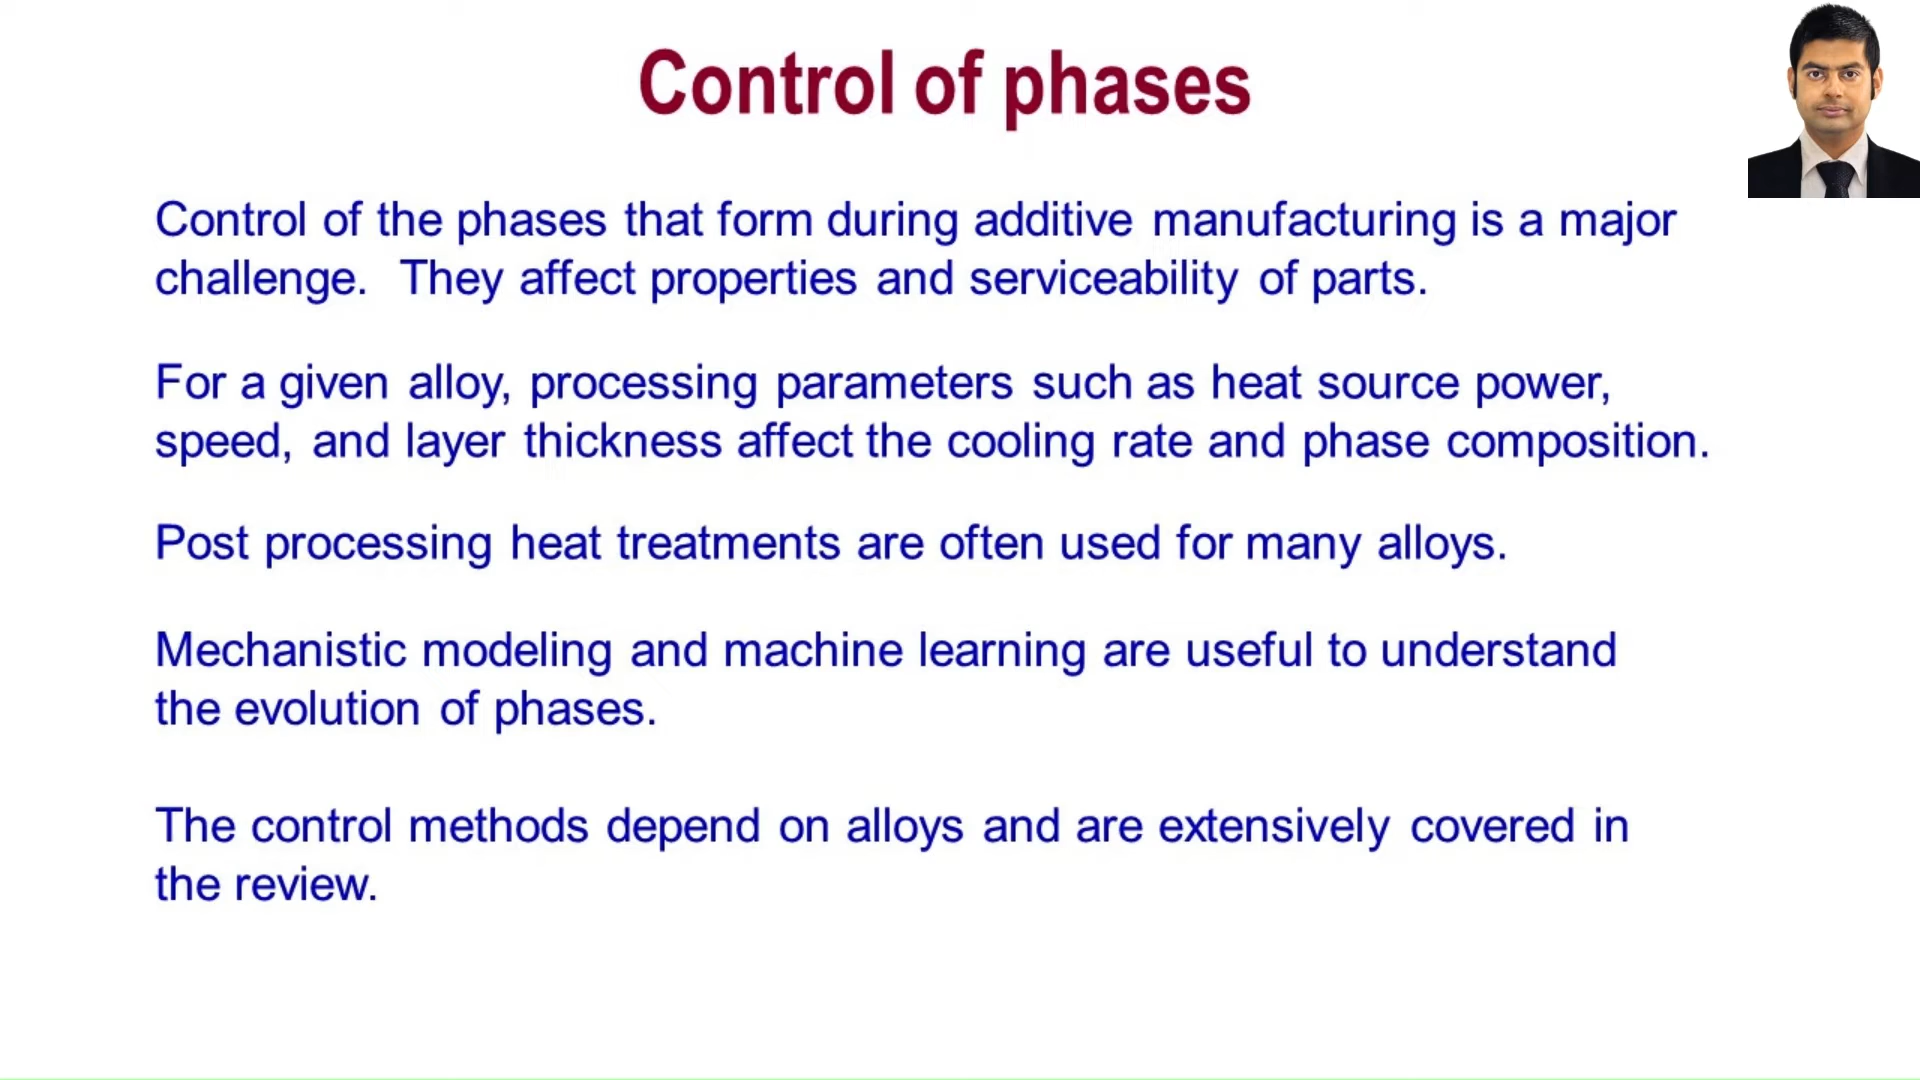 Control of phases
Control of the phases that form during additive manufacturing is a major
challenge. They affect properties and serviceability of parts.
For a given alloy, processing parameters such as heat source power,
speed, and layer thickness affect the cooling rate and phase composition.
Post processing heat treatments are often used for many alloys.
Mechanistic modeling and machine learning are useful to understand
the evolution of phases.
The control methods depend on alloys and are extensively covered in
the review.